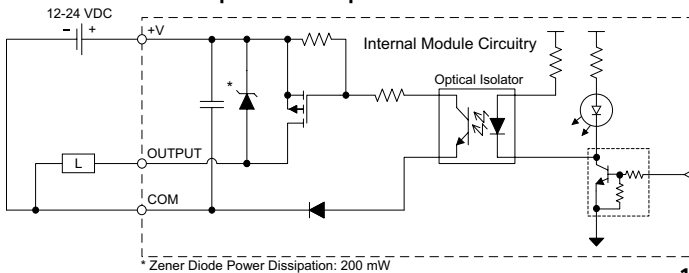 12-24 VDC
− +
+V
Internal Module Circuitry
Optical Isolator
*
OUTPUT
L
COM
* Zener Diode Power Dissipation: 200 mW